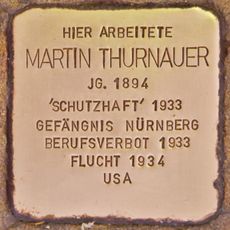 HIER ARBEITETE
MARTIN THURNAUER
JG. 1894
'SCHUTZHAFT' 1933
GEFÄNGNIS NÜRNBERG
BERUFSVERBOT 1933
FLUCHT 1934
USA